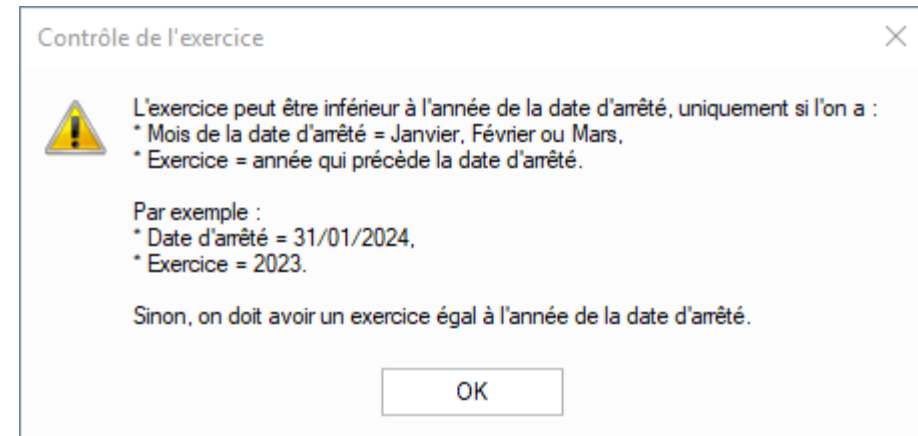 Contrôle de l'exercice
L'exercice peut être inférieur à l'année de la date d'arrêté, uniquement si l'on a :
* Mois de la date d'arrêté = Janvier, Février ou Mars,
* Exercice = année qui précède la date d'arrêté.
Par exemple :
* Date d'arrêté = 31/01/2024,
* Exercice = 2023.
Sinon, on doit avoir un exercice égal à l'année de la date d'arrêté.
OK